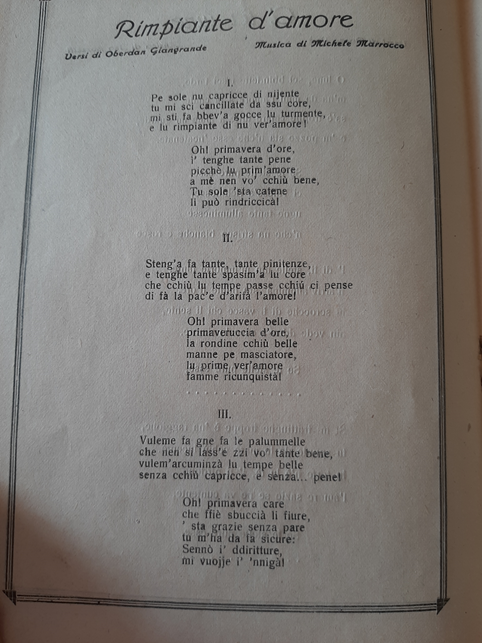 Rimpiante d'amore
Versi di Oberdan Giangrande
Musica di Michele Marrocco
I.
Pe sole nu capricce di nijente
tu mi sci cancillate da ssu core,
mi sti fa bbev'a gocce lu turmente,
e lu rimpiante di nu ver'amore!
Oh! primavera d'ore,
i' tenghe tante pene
picchè lu prim'amore
a mè nen vo' cchiù bene,
Tu sole 'sta catene
li può rindriccicà!
II.
Steng'a fa tante, tante pinitenze,
e tenghe tante spasim'a lu core
che cchiù lu tempe passe cchiù ci pense
di fà la pac'e d'arifà l'amore!
Oh! primavera belle
primaveruccia d'ore,
la rondine cchiù belle
manne pe masciatore,
lu prime ver'amore
famme ricunquistà!
III.
Vuleme fa gne fa le palummelle
che nen si lass'e zzi vo' tante bene,
vulem'arcuminzà lu tempe belle
senza cchiù capricce, e senza... pene!
Oh! primavera care
che ffiè sbuccià li fiure,
' sta grazie senza pare
tu m'ha da fà sicure:
Sennò i' ddiritture,
mi vuojje i' 'nnigà!